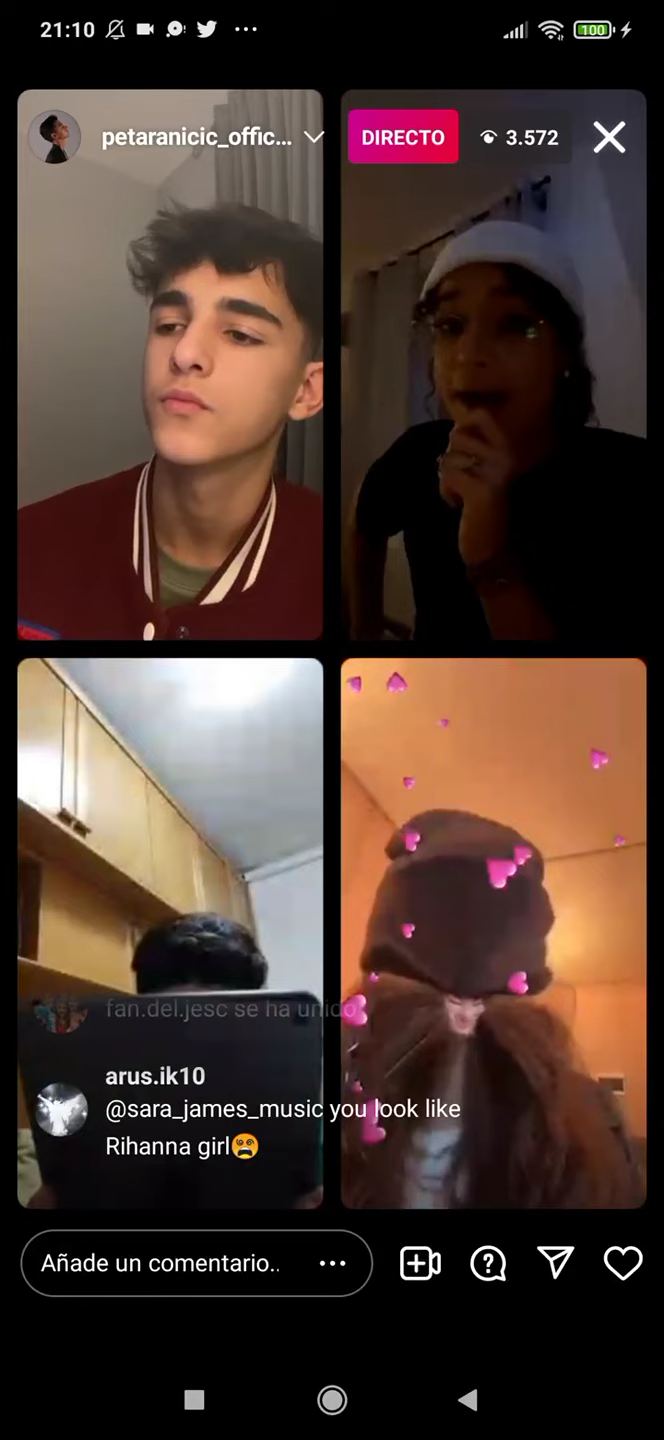 21:10
100
petaranicic_offic...
DIRECTO
3.572
fan.del.jesc se ha unido
arus.ik10
@sara_james_music you look like
Rihanna girl
Añade un comentario..